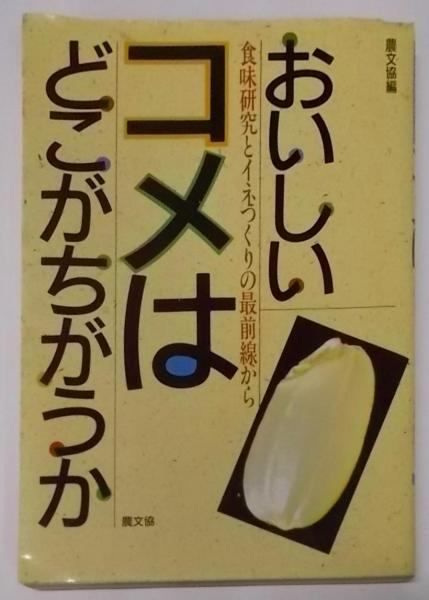 農文協編
おいしい
コメは
どこがちがうか
食味研究とイネつくりの最前線から
農文協